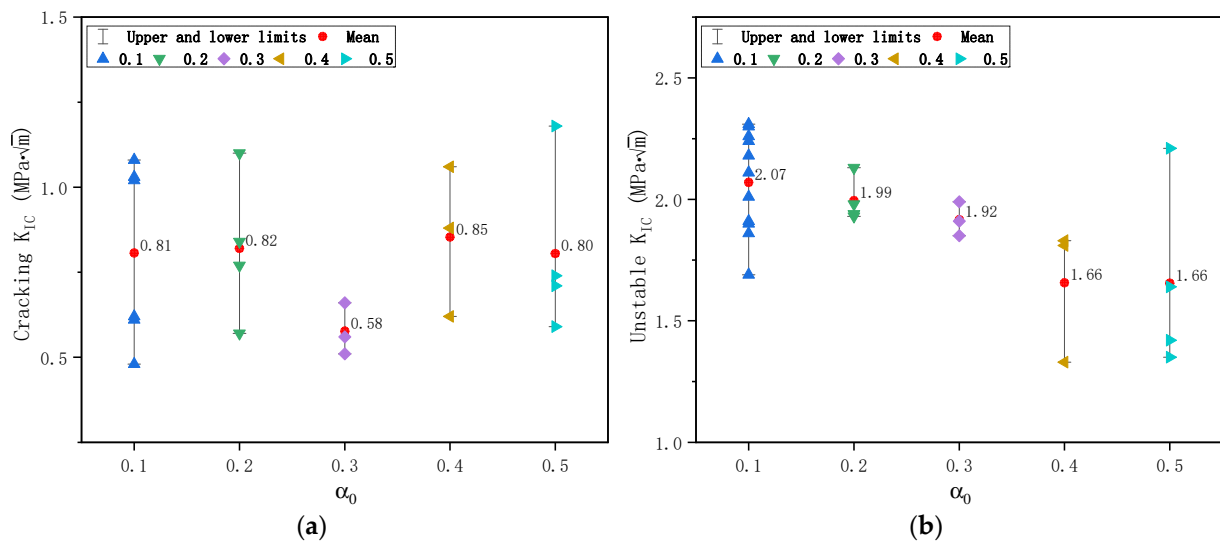 Upper and lower limits Mean
0.1 0.2 0.3 0.4 0.5
Cracking K_IC (MPa·√m)
1.5
1.0
0.5
0.81
0.82
0.58
0.85
0.80
0.1 0.2 0.3 0.4 0.5
α₀
(a)
Upper and lower limits Mean
0.1 0.2 0.3 0.4 0.5
Unstable K_IC (MPa·√m)
2.5
2.0
1.5
1.0
2.07
1.99
1.92
1.66
1.66
0.1 0.2 0.3 0.4 0.5
α₀
(b)